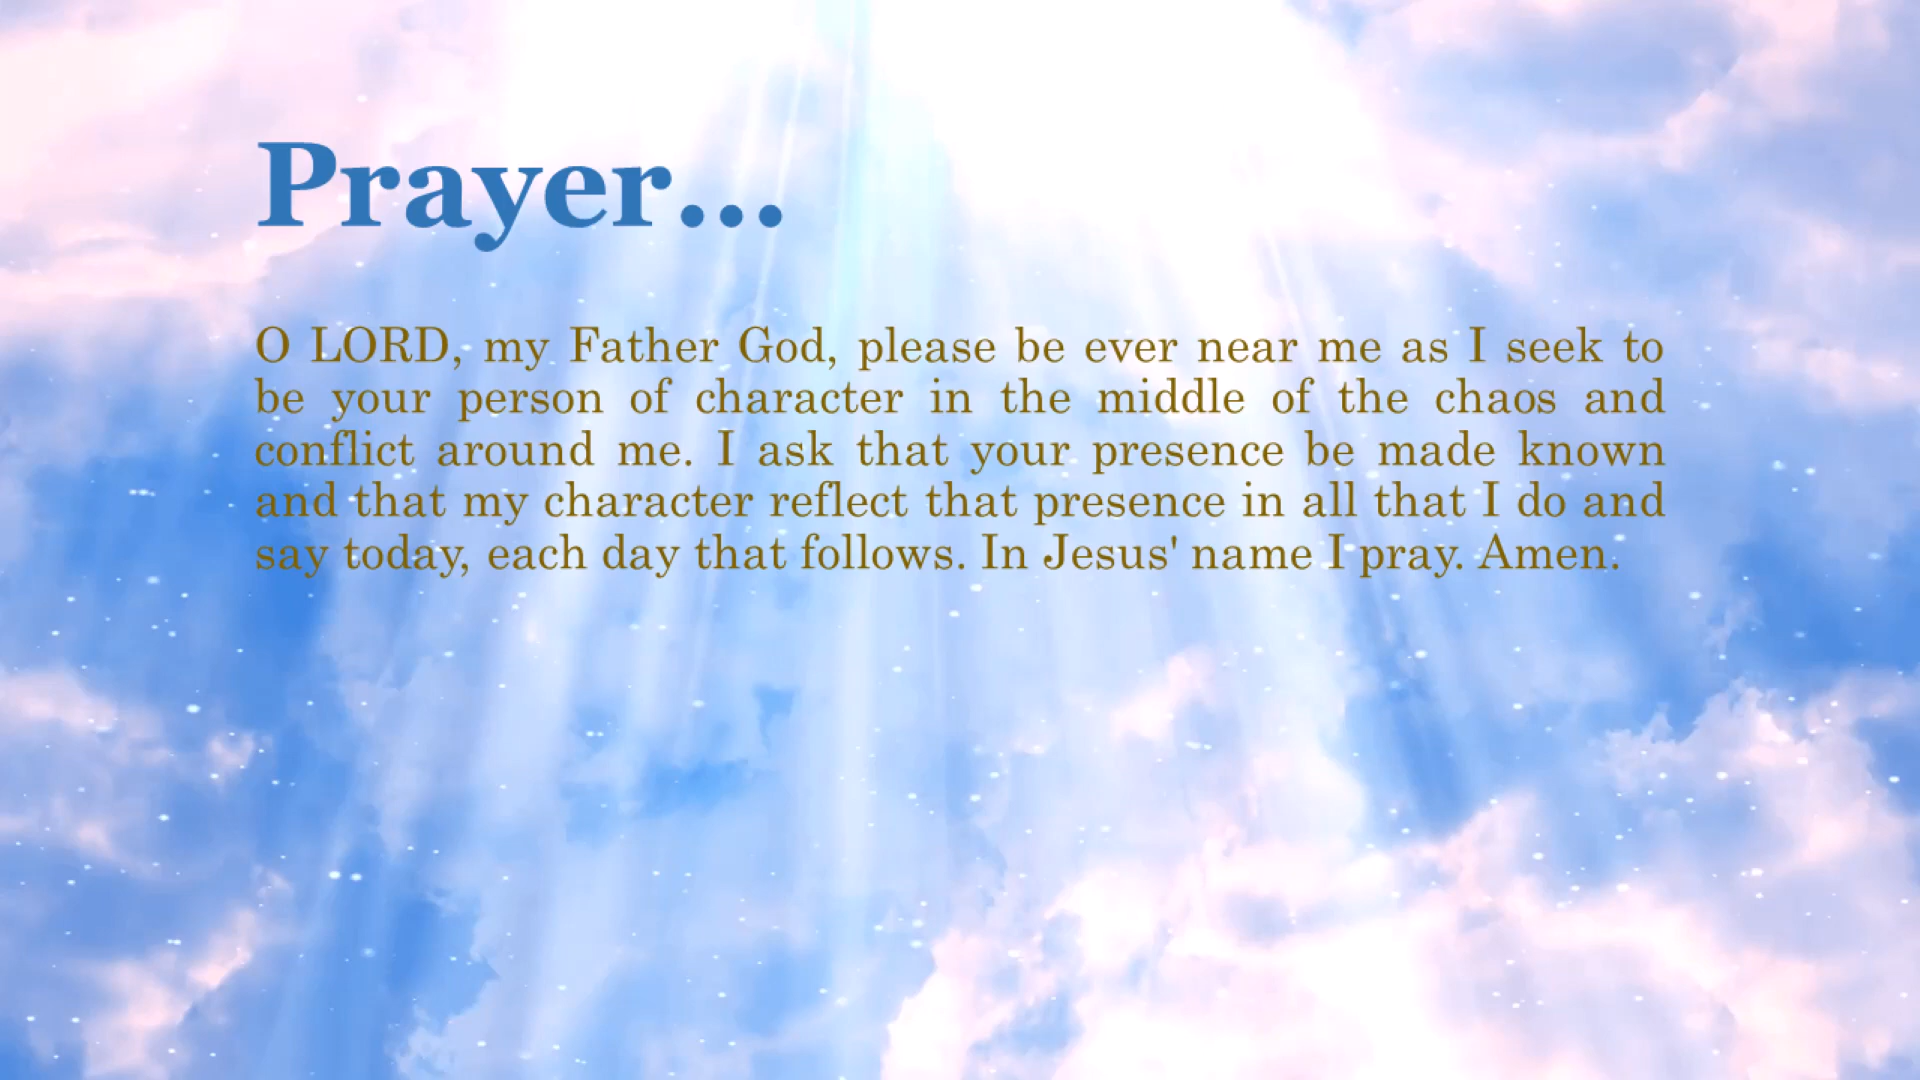 Prayer...
O LORD, my Father God, please be ever near me as I seek to
be your person of character in the middle of the chaos and
conflict around me. I ask that your presence be made known
and that my character reflect that presence in all that I do and
say today, each day that follows. In Jesus' name I pray. Amen.